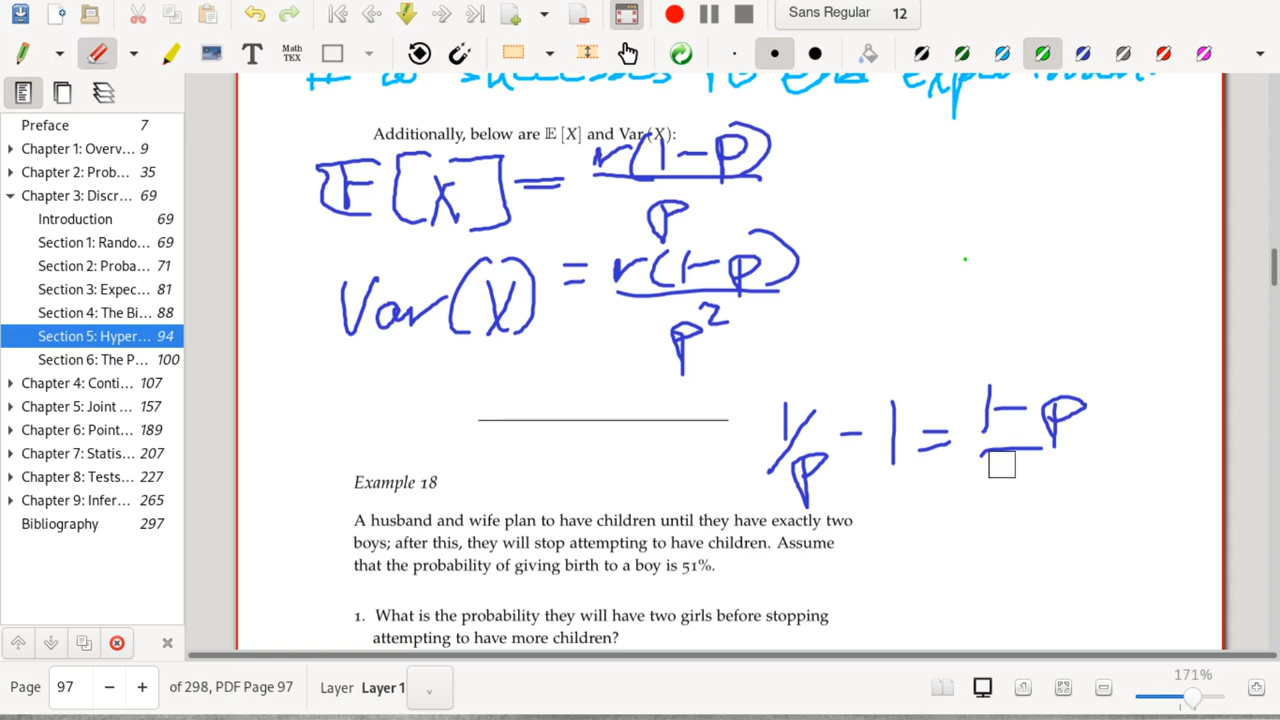 Sans Regular 12
Math
TEX
Preface 7
Chapter 1: Overv... 9
Chapter 2: Prob... 35
Chapter 3: Discr... 69
Introduction 69
Section 1: Rando... 69
Section 2: Proba... 71
Section 3: Expec... 81
Section 4: The Bi... 88
Section 5: Hyper... 94
Section 6: The P... 100
Chapter 4: Conti... 107
Chapter 5: Joint ... 157
Chapter 6: Point... 189
Chapter 7: Statis... 207
Chapter 8: Tests... 227
Chapter 9: Infer... 265
Bibliography 297
Additionally, below are 𝔼 [X] and Var (X):
𝔼[X] = r(1-p)/p
Var(X) = r(1-p)/p²
1/p - 1 = 1-p
Example 18
A husband and wife plan to have children until they have exactly two
boys; after this, they will stop attempting to have children. Assume
that the probability of giving birth to a boy is 51%.
1. What is the probability they will have two girls before stopping
attempting to have more children?
Page 97 of 298, PDF Page 97 Layer Layer 1 171%